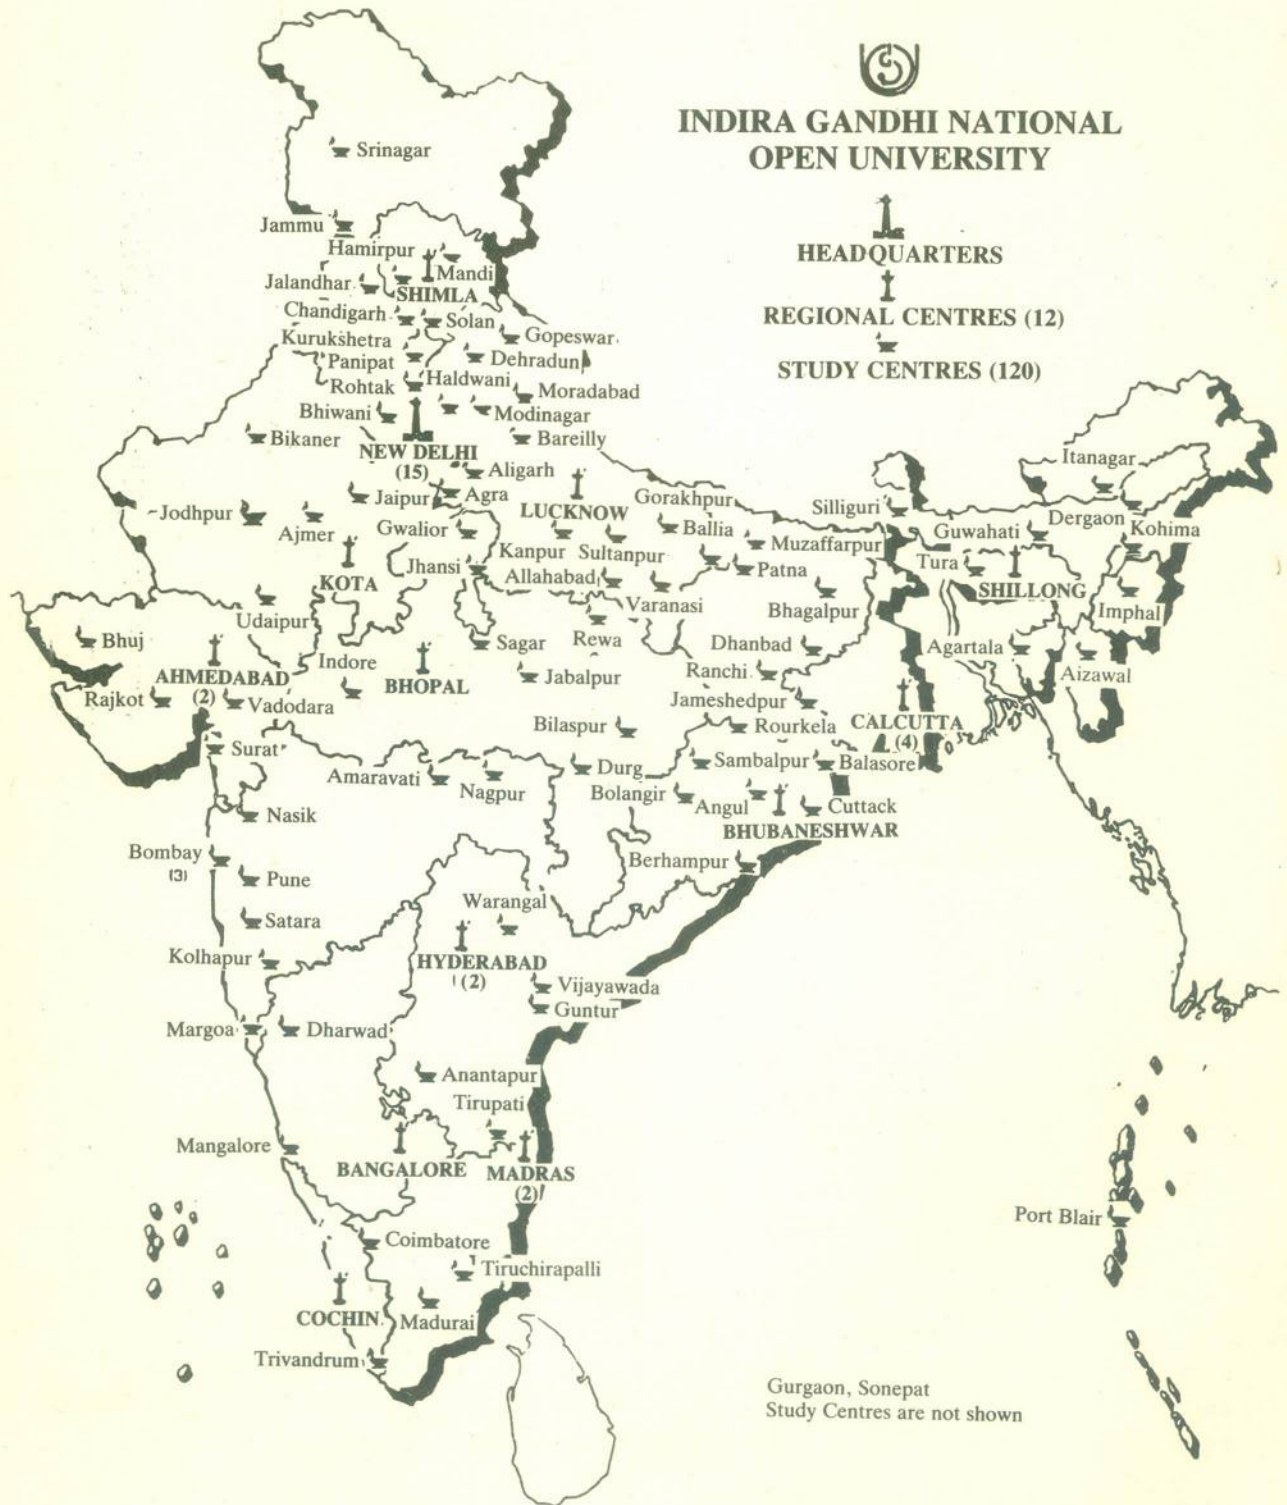 INDIRA GANDHI NATIONAL
OPEN UNIVERSITY
HEADQUARTERS
REGIONAL CENTRES (12)
STUDY CENTRES (120)
Srinagar
Jammu
Hamirpur
Mandi
Jalandhar
SHIMLA
Chandigarh
Solan
Gopeswar
Kurukshetra
Panipat
Dehradun
Rohtak
Haldwani
Moradabad
Bhiwani
Modinagar
Bikaner
Bareilly
NEW DELHI
(15)
Aligarh
Itanagar
Jaipur
Agra
Gorakhpur
Silliguri
Jodhpur
LUCKNOW
Dergaon
Ajmer
Gwalior
Ballia
Guwahati
Kohima
Kanpur
Sultanpur
Muzaffarpur
Jhansi
Tura
KOTA
Allahabad
Patna
SHILLONG
Varanasi
Bhagalpur
Imphal
Udaipur
Bhuj
Sagar
Rewa
Dhanbad
Agartala
Indore
AHMEDABAD
(2)
BHOPAL
Jabalpur
Ranchi
Aizawal
Rajkot
Vadodara
Jameshedpur
Bilaspur
Rourkela
CALCUTTA
(4)
Surat
Amaravati
Nagpur
Durg
Sambalpur
Balasore
Bolangir
Angul
Cuttack
Nasik
BHUBANESHWAR
Bombay
(3)
Berhampur
Pune
Warangal
Satara
Kolhapur
HYDERABAD
(2)
Vijayawada
Guntur
Margoa
Dharwad
Anantapur
Tirupati
Mangalore
BANGALORE
MADRAS
(2)
Port Blair
Coimbatore
Tiruchirapalli
COCHIN
Madurai
Trivandrum
Gurgaon, Sonepat
Study Centres are not shown